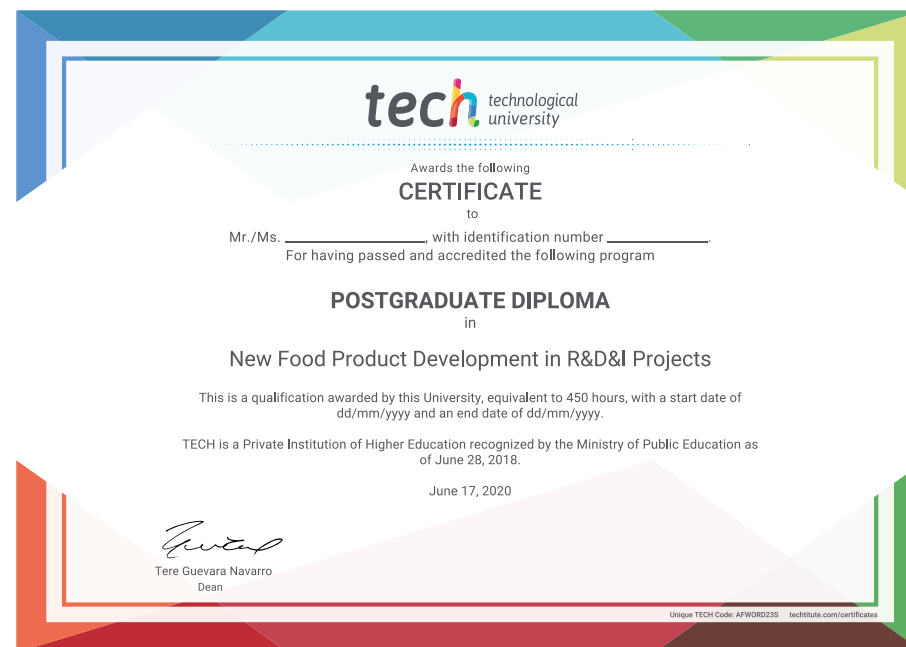 tech technological
university
Awards the following
CERTIFICATE
to
Mr./Ms. ____________________, with identification number ______________.
For having passed and accredited the following program
POSTGRADUATE DIPLOMA
in
New Food Product Development in R&D&I Projects
This is a qualification awarded by this University, equivalent to 450 hours, with a start date of
dd/mm/yyyy and an end date of dd/mm/yyyy.
TECH is a Private Institution of Higher Education recognized by the Ministry of Public Education as
of June 28, 2018.
June 17, 2020
Tere Guevara Navarro
Dean
Unique TECH Code: AFWORD23S techtitute.com/certificates